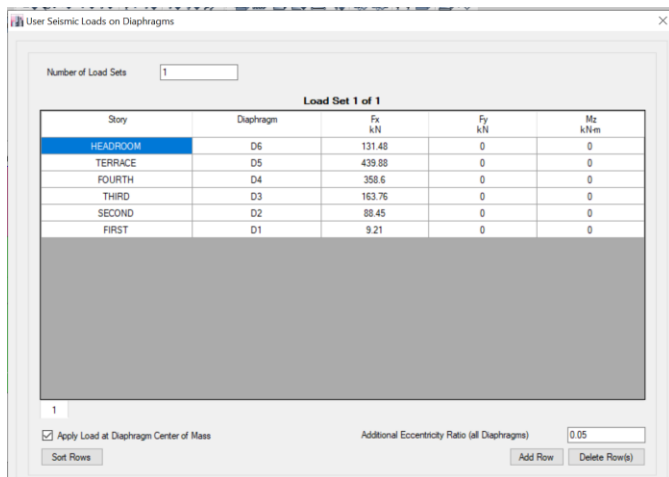 User Seismic Loads on Diaphragms
Number of Load Sets 1
Load Set 1 of 1
Story Diaphragm Fx kN Fy kN Mz kN-m
HEADROOM D6 131.48 0 0
TERRACE D5 439.88 0 0
FOURTH D4 358.6 0 0
THIRD D3 163.76 0 0
SECOND D2 88.45 0 0
FIRST D1 9.21 0 0
1
Apply Load at Diaphragm Center of Mass Additional Eccentricity Ratio (all Diaphragms) 0.05
Sort Rows Add Row Delete Row(s)